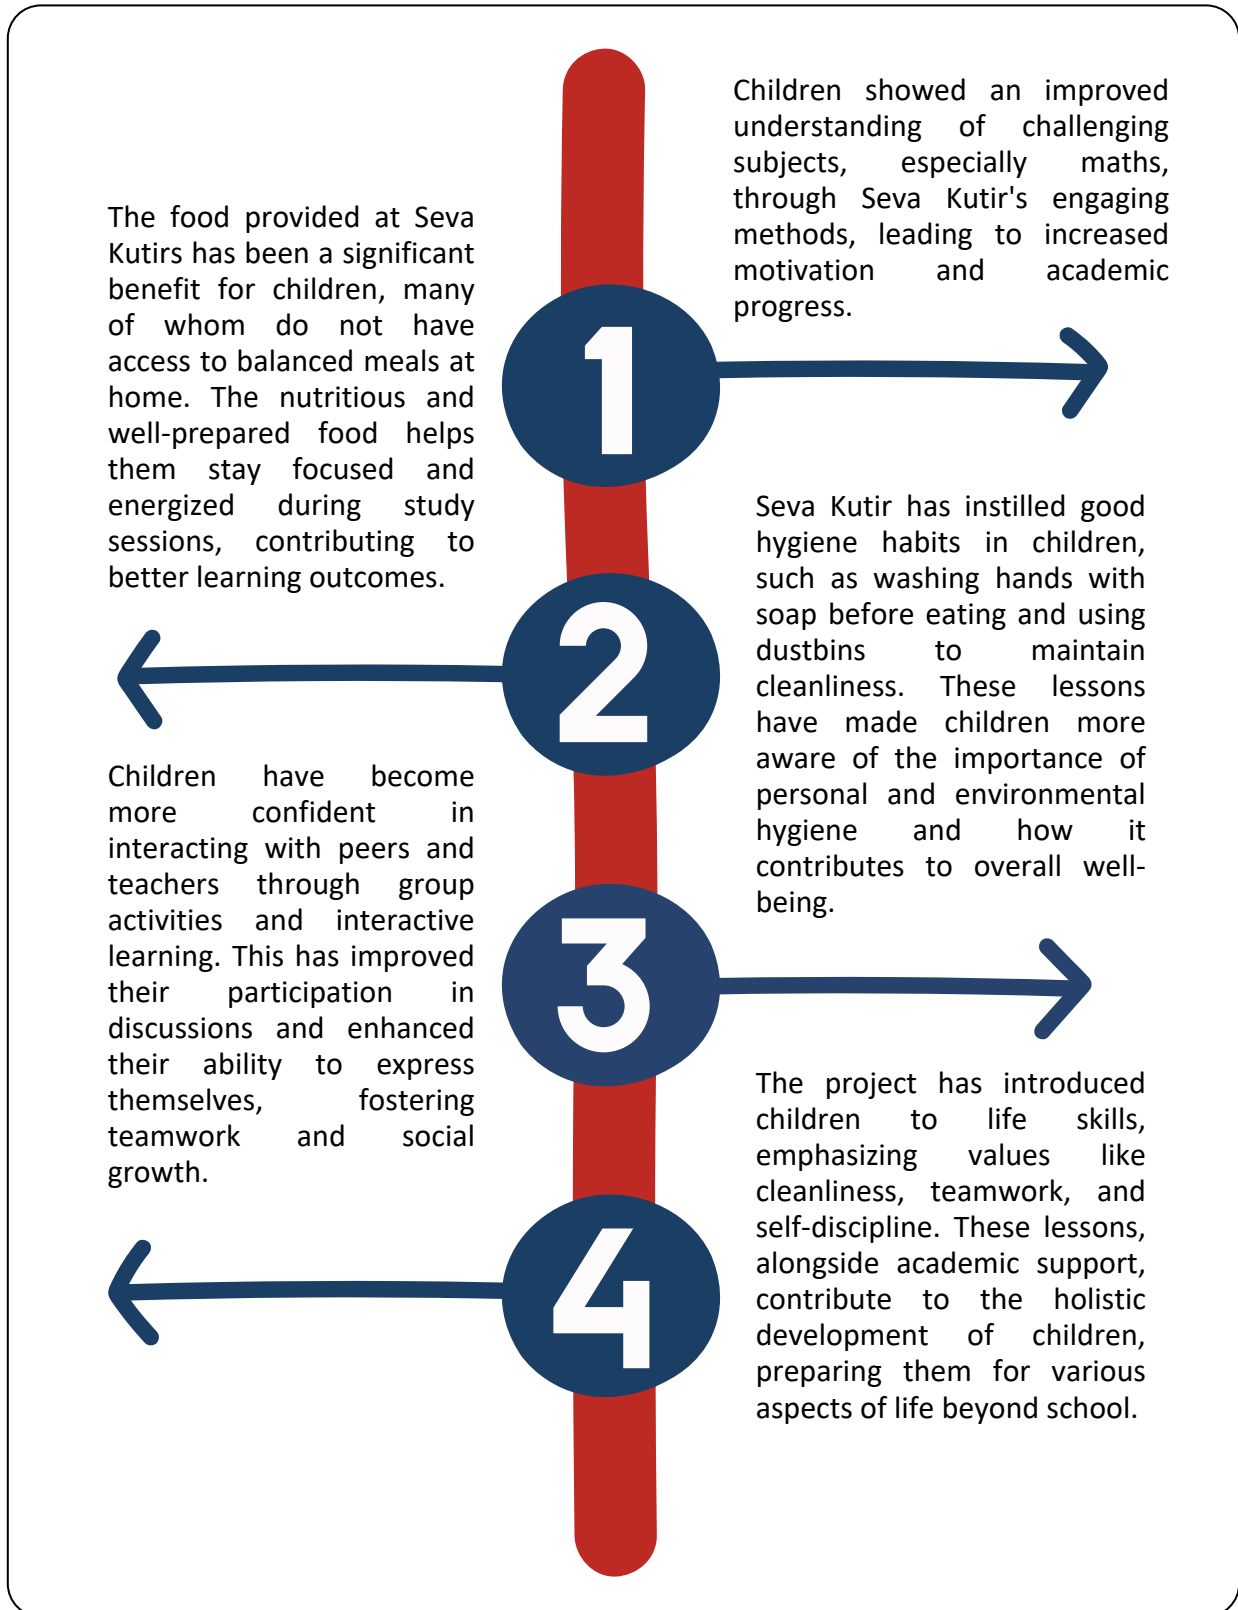 Children showed an improved
understanding of challenging
subjects, especially maths,
through Seva Kutir's engaging
methods, leading to increased
motivation and academic
progress.
1
The food provided at Seva
Kutirs has been a significant
benefit for children, many
of whom do not have
access to balanced meals at
home. The nutritious and
well-prepared food helps
them stay focused and
energized during study
sessions, contributing to
better learning outcomes.
2
Seva Kutir has instilled good
hygiene habits in children,
such as washing hands with
soap before eating and using
dustbins to maintain
cleanliness. These lessons
have made children more
aware of the importance of
personal and environmental
hygiene and how it
contributes to overall well-
being.
3
Children have become
more confident in
interacting with peers and
teachers through group
activities and interactive
learning. This has improved
their participation in
discussions and enhanced
their ability to express
themselves, fostering
teamwork and social
growth.
4
The project has introduced
children to life skills,
emphasizing values like
cleanliness, teamwork, and
self-discipline. These lessons,
alongside academic support,
contribute to the holistic
development of children,
preparing them for various
aspects of life beyond school.